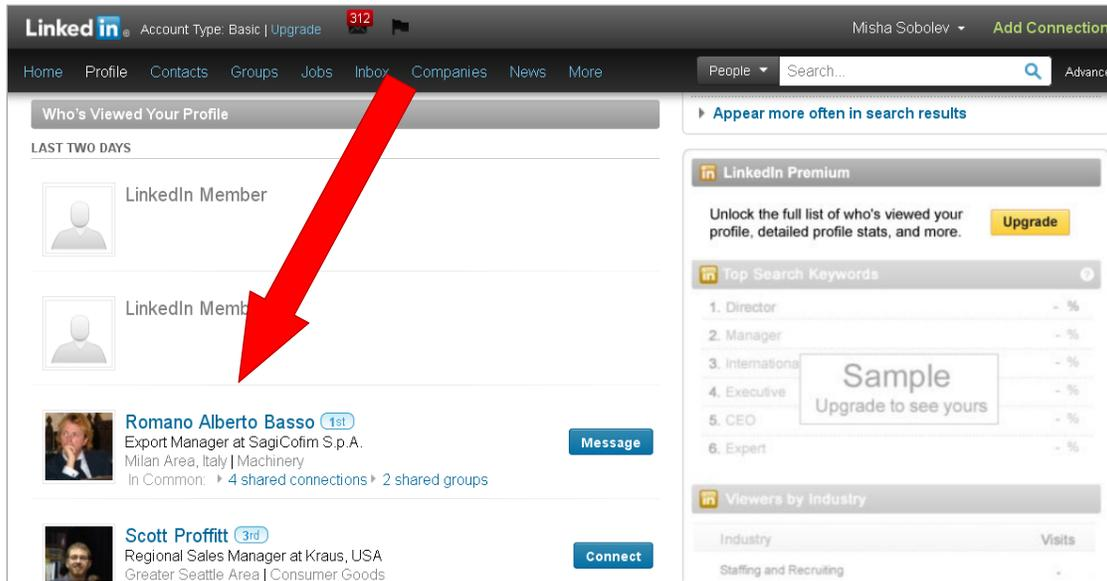 Linked in ® Account Type: Basic | Upgrade 312 Misha Sobolev Add Connection
Home Profile Contacts Groups Jobs Inbox Companies News More People Search... Advance
Who's Viewed Your Profile
LAST TWO DAYS
LinkedIn Member
LinkedIn Memb
Romano Alberto Basso 1st
Export Manager at SagiCofim S.p.A.
Milan Area, Italy | Machinery
In Common: 4 shared connections 2 shared groups
Message
Scott Proffitt 3rd
Regional Sales Manager at Kraus, USA
Greater Seattle Area | Consumer Goods
Connect
Appear more often in search results
in LinkedIn Premium
Unlock the full list of who's viewed your
profile, detailed profile stats, and more.
Upgrade
in Top Search Keywords ?
1. Director - %
2. Manager - %
3. Internationa - %
4. Executive - %
5. CEO - %
6. Expert - %
Sample
Upgrade to see yours
in Viewers by Industry
Industry Visits
Staffing and Recruiting -